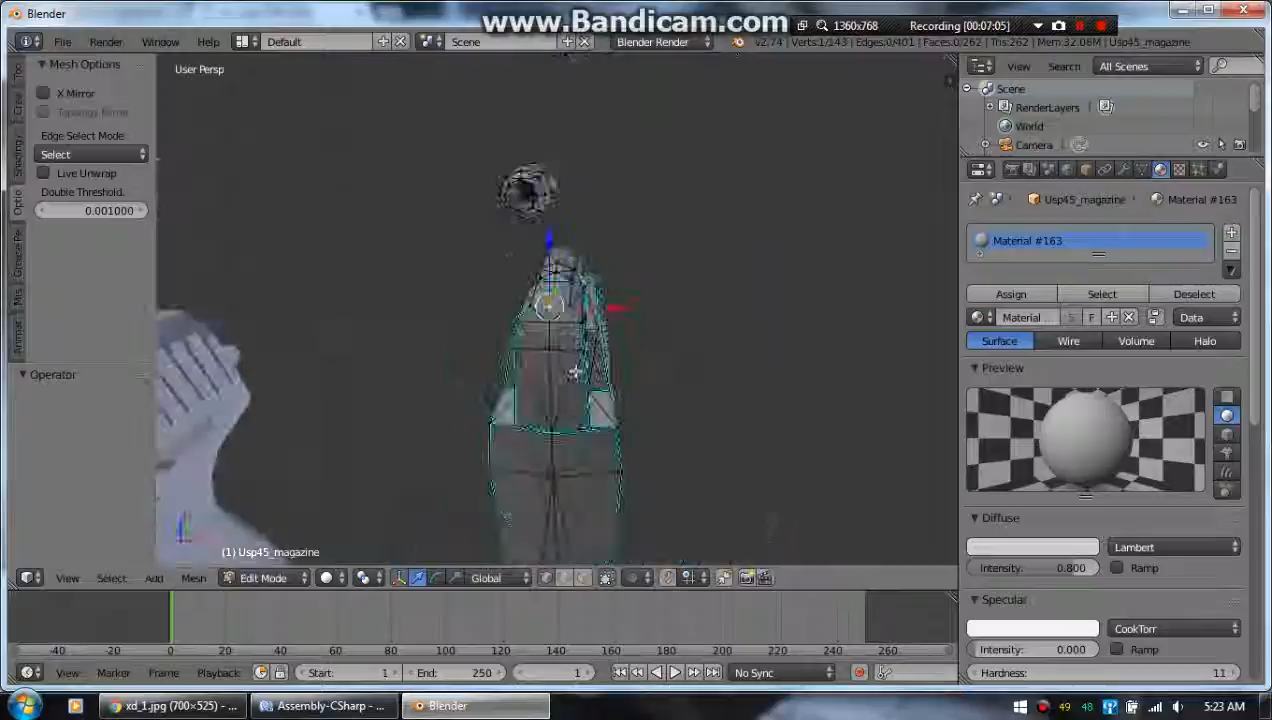 Blender
www.Bandicam.com
1360x768
Recording [00:07:05]
File Render Window Help
Default
Scene
Blender Render
v2.74 | Verts:1/143 | Edges:0/401 | Faces:0/262 | Tris:262 | Mem:32.06M | Usp45_magazine
Mesh Options
X Mirror
Topology Mirror
Edge Select Mode
Select
Live Unwrap
Double Threshold.
0.001000
Operator
User Persp
(1) Usp45_magazine
View Search All Scenes
Scene
RenderLayers
World
Camera
Usp45_magazine Material #163
Material #163
Assign Select Deselect
Material ... 5 F Data
Surface Wire Volume Halo
Preview
Diffuse
Lambert
Intensity: 0.800 Ramp
Specular
CookTorr
Intensity: 0.000 Ramp
Hardness: 11
View Select Add Mesh Edit Mode Global
-40 -20 0 20 40 60 80 100 120 140 160 180 200 220 240 260
View Marker Frame Playback Start: 1 End: 250 1 No Sync
xd_1.jpg (700×525) - ...
Assembly-CSharp - ...
Blender
49 48
5:23 AM